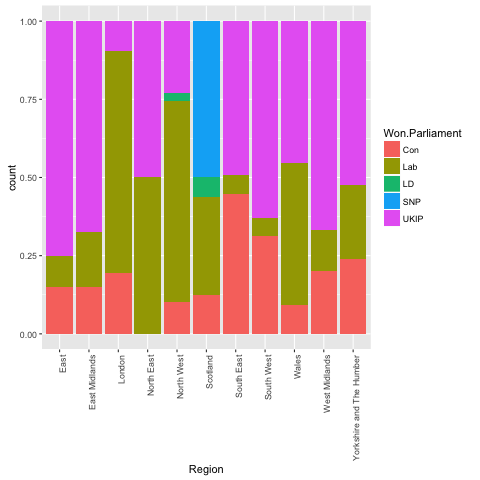 1.00
0.75
0.50
0.25
0.00
count
East
East Midlands
London
North East
North West
Scotland
South East
South West
Wales
West Midlands
Yorkshire and The Humber
Region
Won.Parliament
Con
Lab
LD
SNP
UKIP